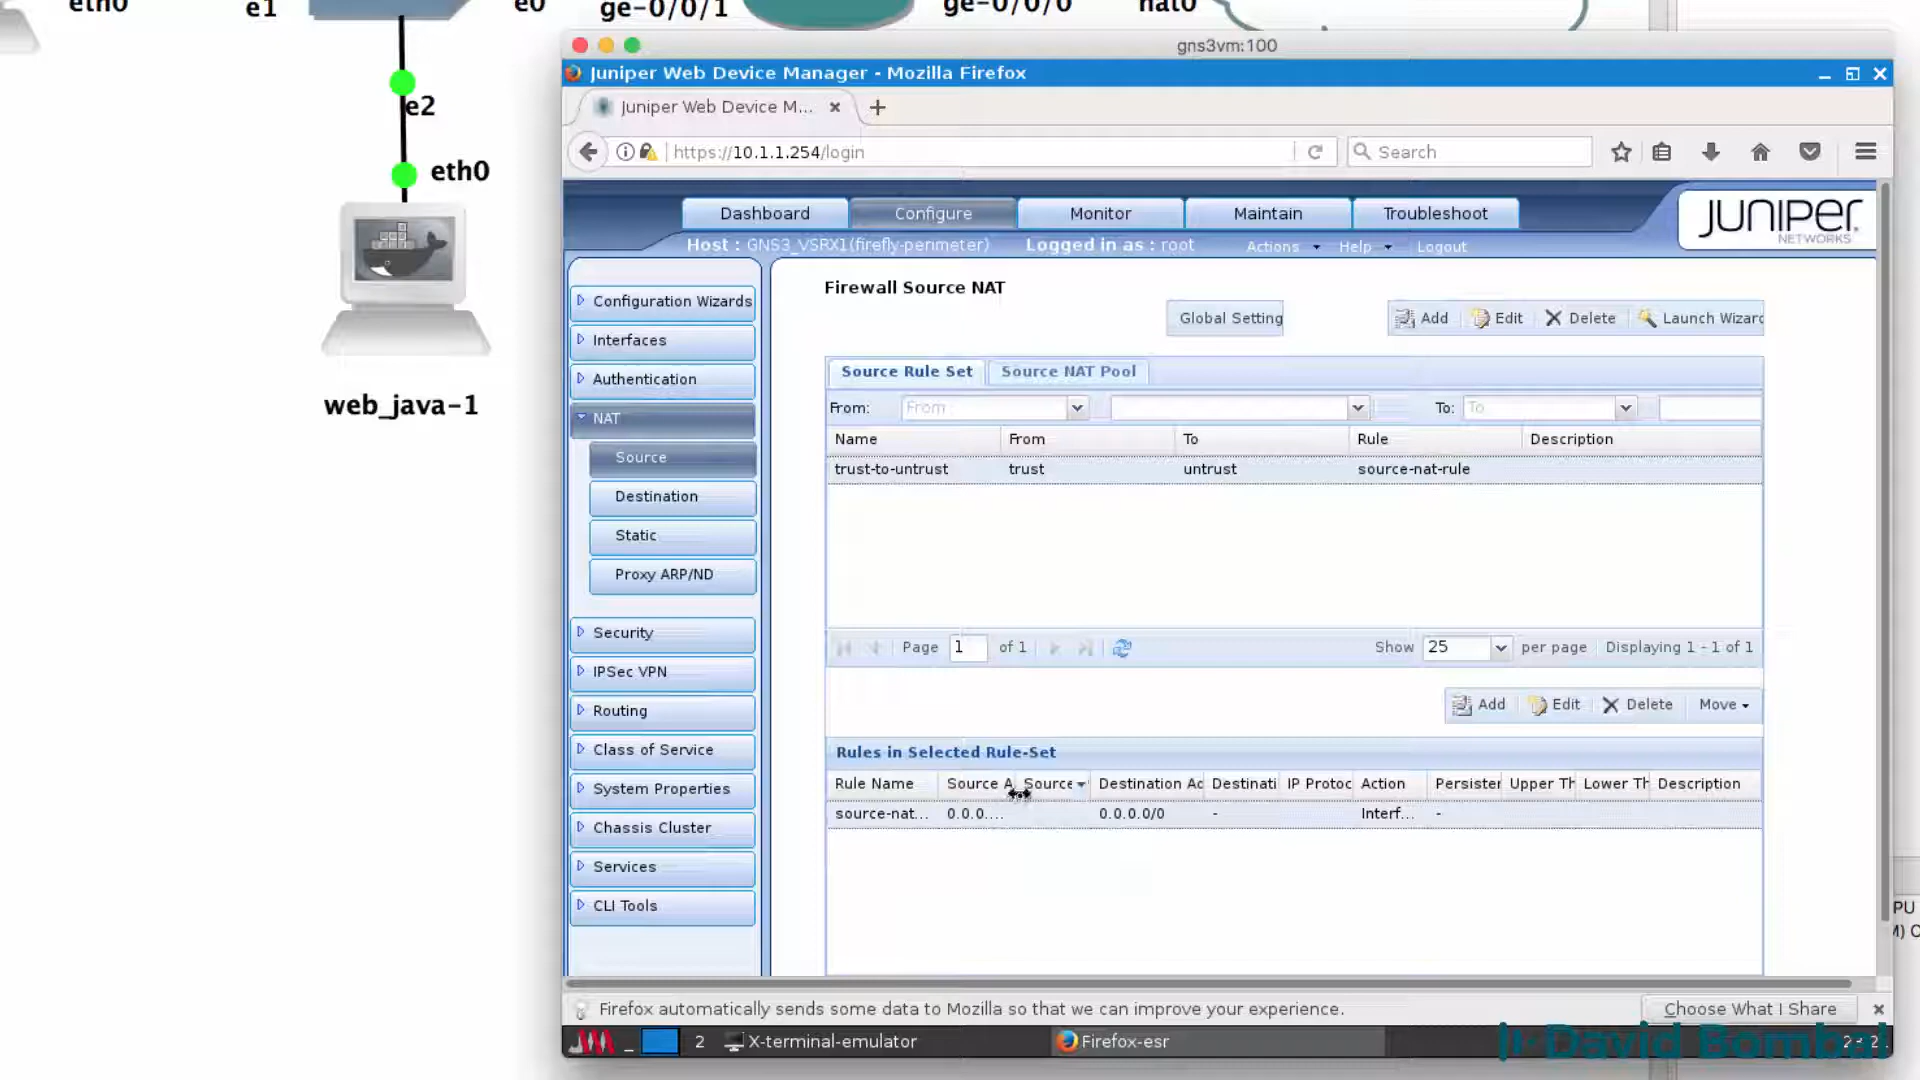 eth0
e1
e0
ge-0/0/1
ge-0/0/0
nat0
e2
eth0
web_java-1
gns3vm:100
Juniper Web Device Manager - Mozilla Firefox
Juniper Web Device M...
https://10.1.1.254/login
Search
Dashboard
Configure
Monitor
Maintain
Troubleshoot
JUNIPER
NETWORKS
Host : GNS3_VSRX1(firefly-perimeter)
Logged in as : root
Actions
Help
Logout
Configuration Wizards
Interfaces
Authentication
NAT
Source
Destination
Static
Proxy ARP/ND
Security
IPSec VPN
Routing
Class of Service
System Properties
Chassis Cluster
Services
CLI Tools
Firewall Source NAT
Global Setting
Add Edit Delete Launch Wizard
Source Rule Set
Source NAT Pool
From: From To: To
Name From To Rule Description
trust-to-untrust trust untrust source-nat-rule
Page 1 of 1 Show 25 per page Displaying 1 - 1 of 1
Add Edit Delete Move
Rules in Selected Rule-Set
Rule Name Source A Source Destination Ad Destinati IP Protoc Action Persister Upper Th Lower Th Description
source-nat... 0.0.0.... 0.0.0.0/0 - Interf... -
Firefox automatically sends some data to Mozilla so that we can improve your experience.
Choose What I Share
2 X-terminal-emulator
Firefox-esr
David Bombal
PU
M) C